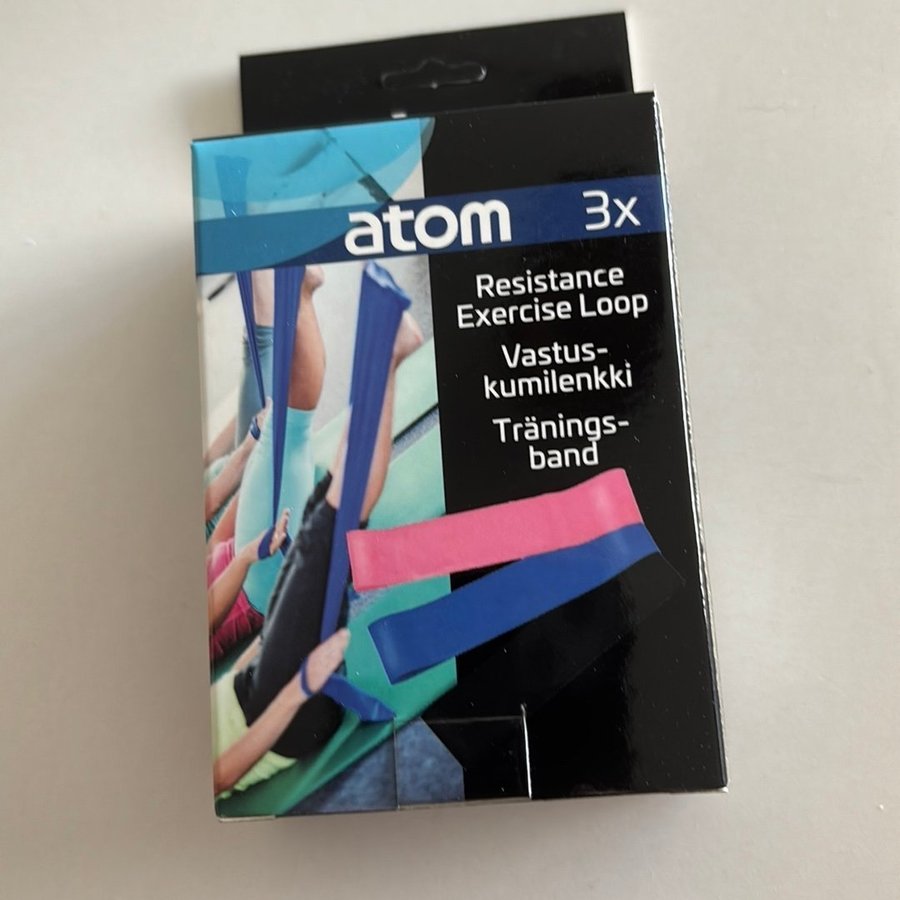 atom 3x
Resistance
Exercise Loop
Vastus-
kumilenkki
Tränings-
band